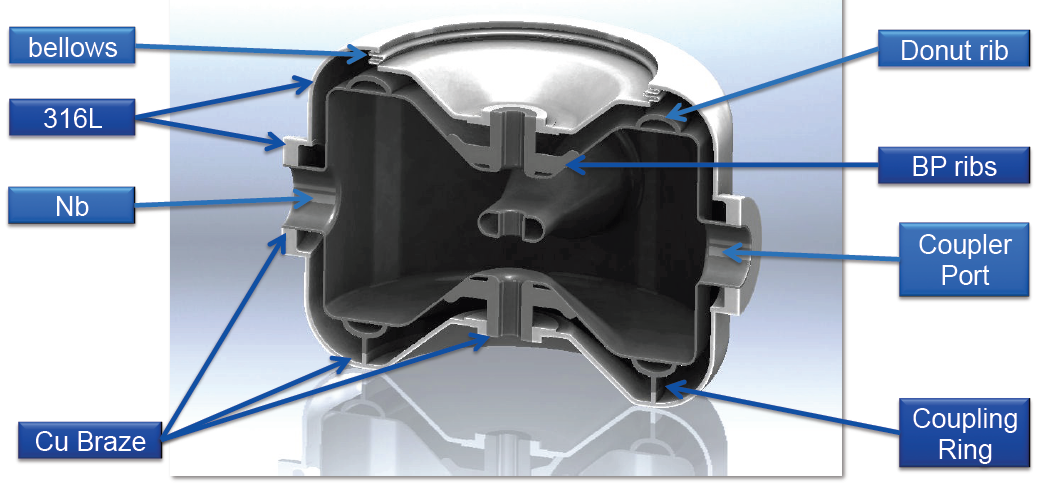 bellows
316L
Nb
Cu Braze
Donut rib
BP ribs
Coupler
Port
Coupling
Ring